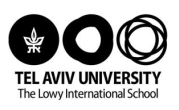 TEL AVIV UNIVERSITY
The Lowy International School